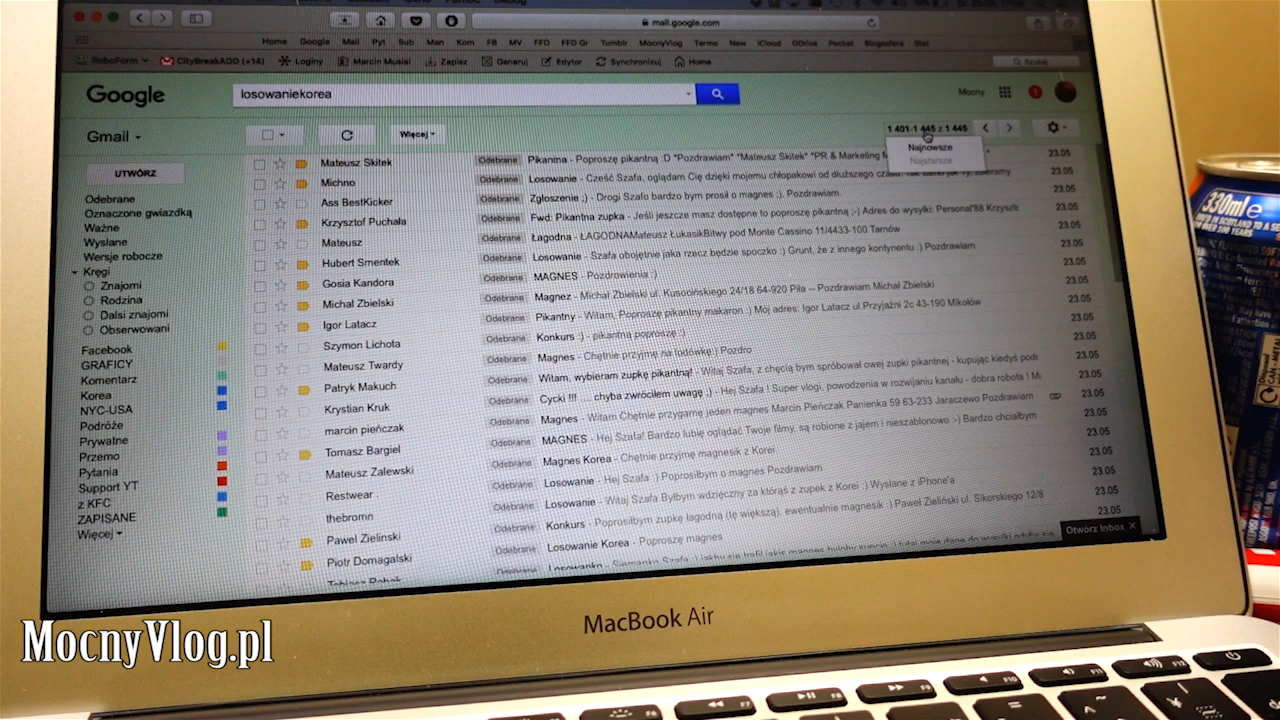 mail.google.com
Home Google Mail Pyt Sub Man Kom FB MV FFD FFD Gr Tumblr MocnyVlog Termo New iCloud GDrive Pocket Blogosfera Stat
RoboForm CityBreakADD (+14) Loginy Marcin Musiał Zapisz Generuj Edytor Synchronizuj Home Szukaj
Google losowaniekorea Mocny
Gmail Więcej 1 401-1 445 z 1 445
Najnowsze
Najstarsze
UTWÓRZ
Odebrane
Oznaczone gwiazdką
Ważne
Wysłane
Wersje robocze
Kręgi
Znajomi
Rodzina
Dalsi znajomi
Obserwowani
Facebook
GRAFICY
Komentarz
Korea
NYC-USA
Podróże
Prywatne
Przemo
Pytania
Support YT
z KFC
ZAPISANE
Więcej
Mateusz Skitek Odebrane Pikanina - Poproszę pikantną :D *Pozdrawiam* *Mateusz Skitek *PR & Marketing 23.05
Michno Odebrane Losowanie - Cześć Szafa, oglądam Cię dzięki mojemu chłopakowi od dłuższego 23.05
Ass BestKicker Odebrane Zgłoszenie ;) - Drogi Szafo bardzo bym prosil o magnes :). Pozdrawiam. 23.05
Krzysztof Puchała Odebrane Fwd: Pikantna zupka - Jeśli jeszcze masz dostępne to poproszę pikantną ;-) Adres do wysyłki: Personal'88 Krzyszk 23.05
Mateusz Odebrane Łagodna - ŁAGODNAMateusz ŁukasikBitwy pod Monte Cassino 11/4433-100 Tarnów 23.05
Hubert Smentek Odebrane Losowanie - Szafa obojetnie jaka rzecz będzie spoczko :) Grunt, że z innego kontynentu :) Pozdrawiam 23.05
Gosia Kandora Odebrane MAGNES - Pozdrowienia :) 23.05
Michal Zbielski Odebrane Magnez - Michał Zbielski ul. Kusocińskiego 24/18 64-920 Piła -- Pozdrawiam Michał Zbielski 23.05
Igor Latacz Odebrane Pikantny - Witam, Poproszę pikantny makaron :) Mój adres: Igor Latacz ul.Przyjaźni 2c 43-190 Mikołów 23.05
Szymon Lichota Odebrane Konkurs :) - pikantną poproszę :) 23.05
Mateusz Twardy Odebrane Magnes - Chętnie przyjmę na lodówkę:) Pozdro 23.05
Patryk Makuch Odebrane Witam, wybieram zupkę pikantną! - Witaj Szafa, z chęcią bym spróbował owej zupki pikantnej - kupując kiedyś 23.05
Krystian Kruk Odebrane Cycki !!! .... chyba zwróciłem uwagę ;) - Hej Szafa ! Super vlogi, powodzenia w rozwijaniu kanału - dobra robota ! 23.05
marcin pieńczak Odebrane Magnes - Witam Chętnie przygarnę jeden magnes Marcin Pieńczak Panienka 59 63-233 Jaraczewo Pozdrawiam 23.05
Tomasz Bargiel Odebrane MAGNES - Hej Szafa! Bardzo lubię oglądać Twoje filmy, są robione z jajem i nieszablonowo :-) Bardzo chciałbym 23.05
Mateusz Zalewski Odebrane Magnes Korea - Chętnie przyjmę magnesik z Korei 23.05
Restwear Odebrane Losowanie - Hej Szafa :) Poprosiłbym o magnes Pozdrawiam 23.05
thebromn Odebrane Losowanie - Witaj Szafa Byłbym wdzięczny za którąś z zupek z Korei :) Wysłane z iPhone'a 23.05
Pawel Zielinski Odebrane Konkurs - Poprosiłbym zupkę łagodną (tę większą), ewentualnie magnesik :) Paweł Zieliński ul. Sikorskiego 12/8 23.05
Piotr Domagalski Odebrane Losowanie Korea - Poproszę magnes
Otwórz Inbox X
MacBook Air
MocnyVlog.pl
330ml e